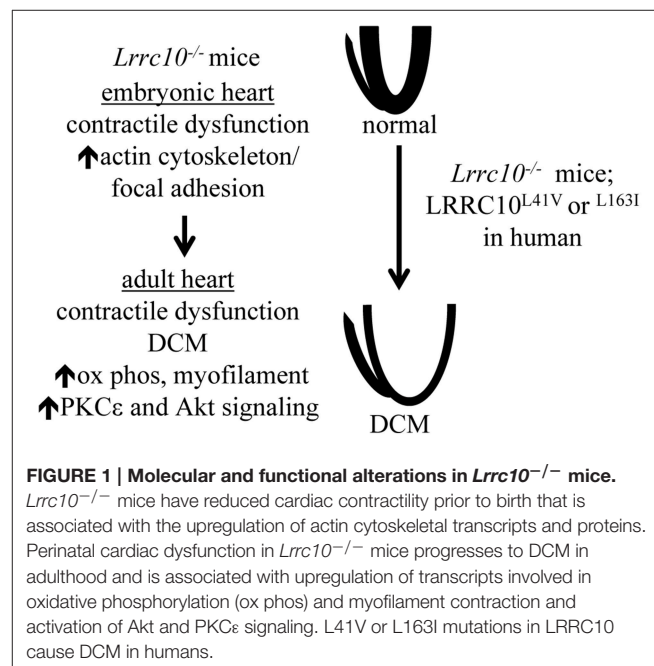 Lrrc10-/- mice
embryonic heart
contractile dysfunction
↑actin cytoskeleton/
focal adhesion
adult heart
contractile dysfunction
DCM
↑ox phos, myofilament
↑PKCε and Akt signaling
normal
Lrrc10-/- mice;
LRRC10L41V or L163I
in human
DCM
FIGURE 1 | Molecular and functional alterations in Lrrc10−/− mice.
Lrrc10−/− mice have reduced cardiac contractility prior to birth that is
associated with the upregulation of actin cytoskeletal transcripts and proteins.
Perinatal cardiac dysfunction in Lrrc10−/− mice progresses to DCM in
adulthood and is associated with upregulation of transcripts involved in
oxidative phosphorylation (ox phos) and myofilament contraction and
activation of Akt and PKCε signaling. L41V or L163I mutations in LRRC10
cause DCM in humans.